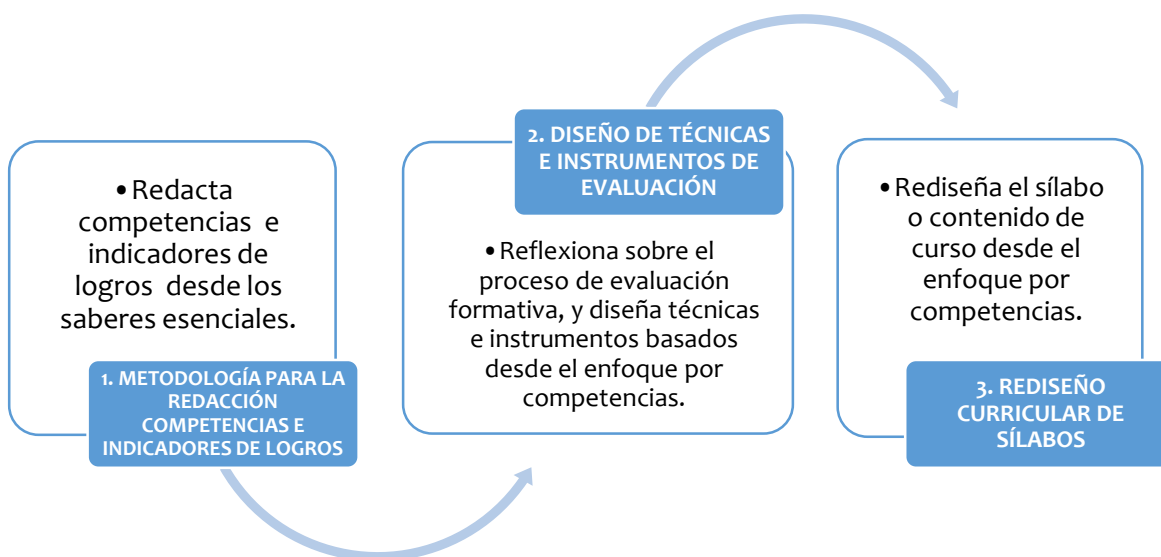 • Redacta
competencias e
indicadores de
logros desde los
saberes esenciales.
1. METODOLOGÍA PARA LA
REDACCIÓN
COMPETENCIAS E
INDICADORES DE LOGROS
2. DISEÑO DE TÉCNICAS
E INSTRUMENTOS DE
EVALUACIÓN
• Reflexiona sobre el
proceso de evaluación
formativa, y diseña técnicas
e instrumentos basados
desde el enfoque por
competencias.
• Rediseña el sílabo
o contenido de
curso desde el
enfoque por
competencias.
3. REDISEÑO
CURRICULAR DE
SÍLABOS